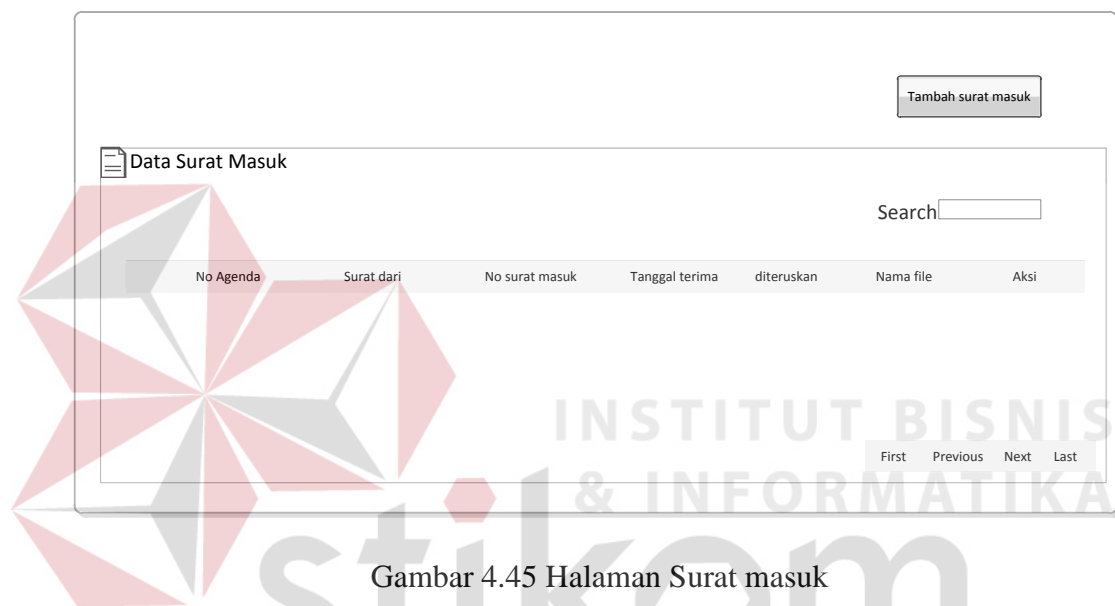 Tambah surat masuk
Data Surat Masuk
Search
No Agenda Surat dari No surat masuk Tanggal terima diteruskan Nama file Aksi
INSTITUT BISNIS
First Previous Next Last
& INFORMATIKA
stikom
Gambar 4.45 Halaman Surat masuk